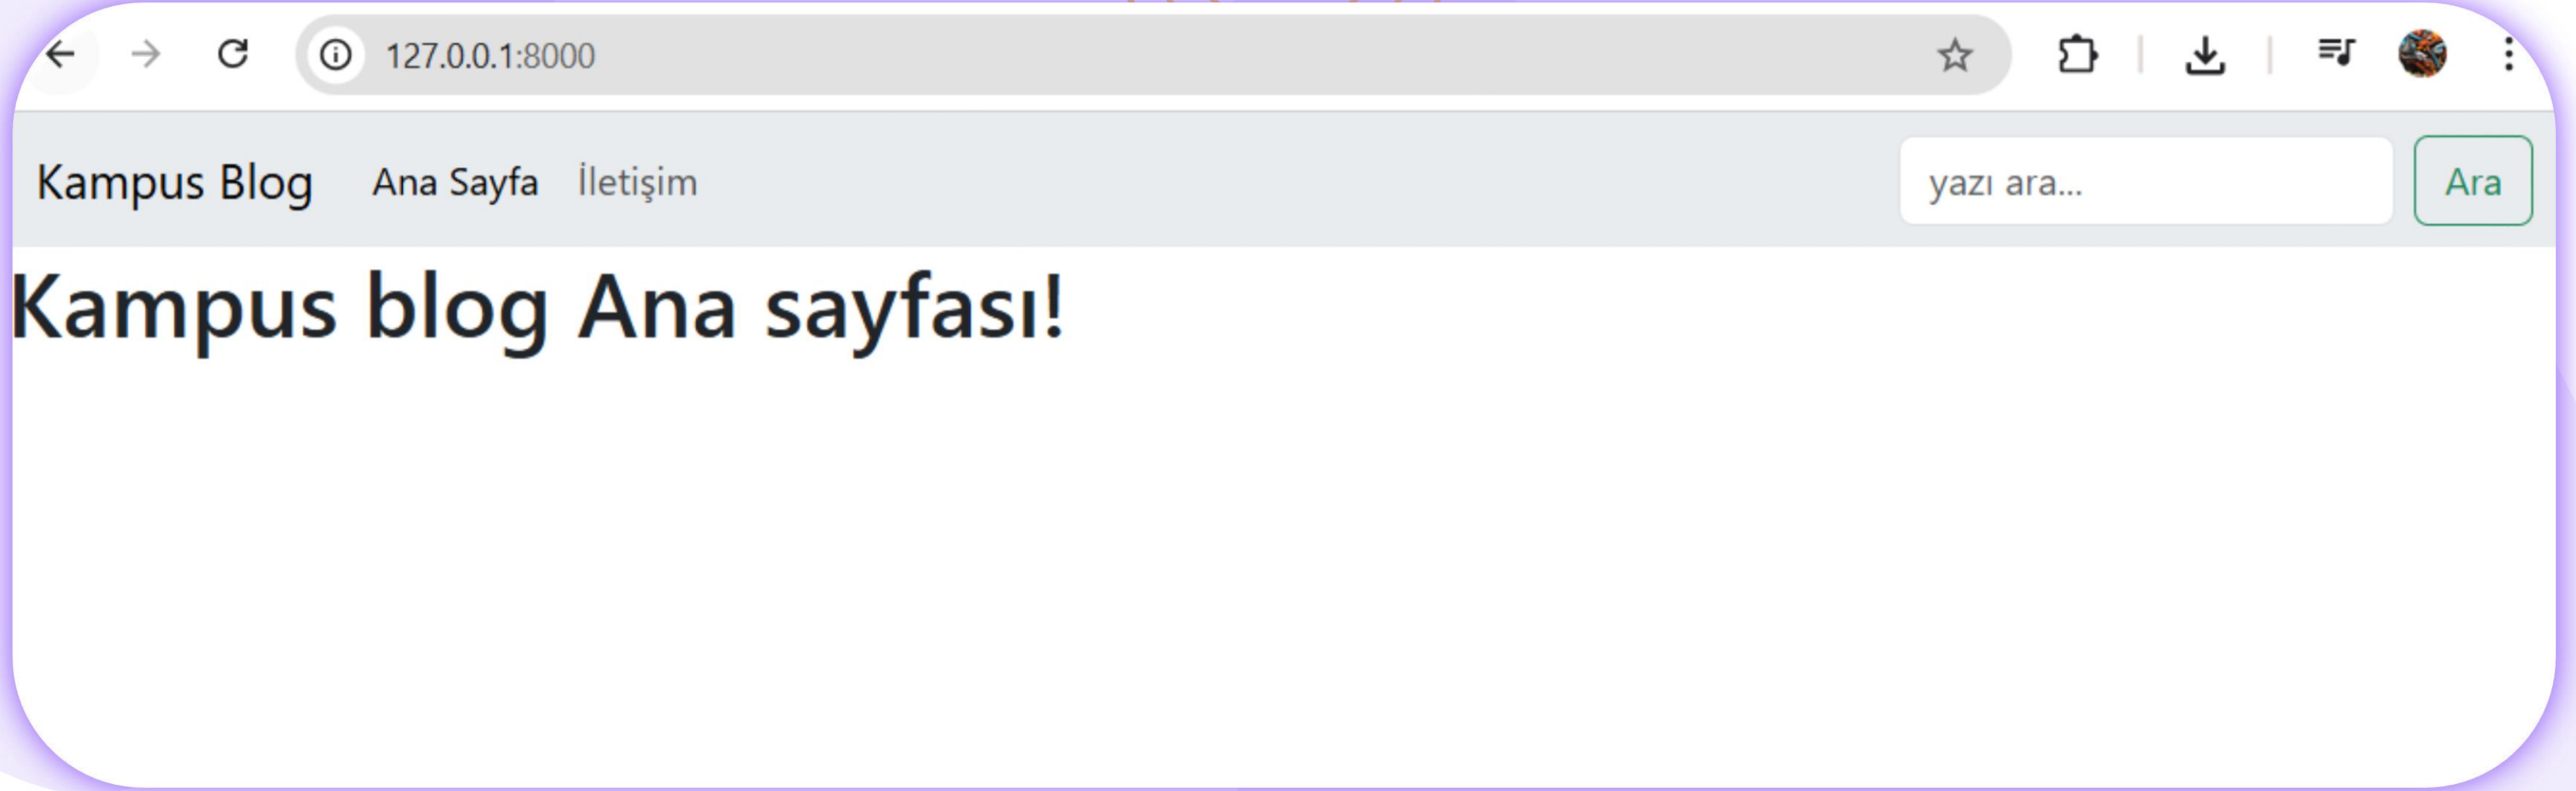 127.0.0.1:8000
Kampus Blog Ana Sayfa İletişim yazı ara... Ara
Kampus blog Ana sayfası!